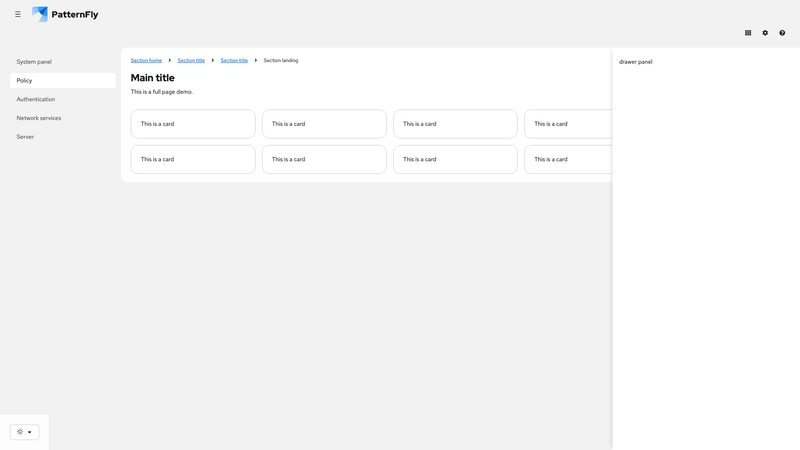 PatternFly
System panel
Policy
Authentication
Network services
Server
Section home
Section title
Section title
Section landing
Main title
This is a full page demo.
This is a card
This is a card
This is a card
This is a card
This is a card
This is a card
This is a card
This is a card
drawer panel